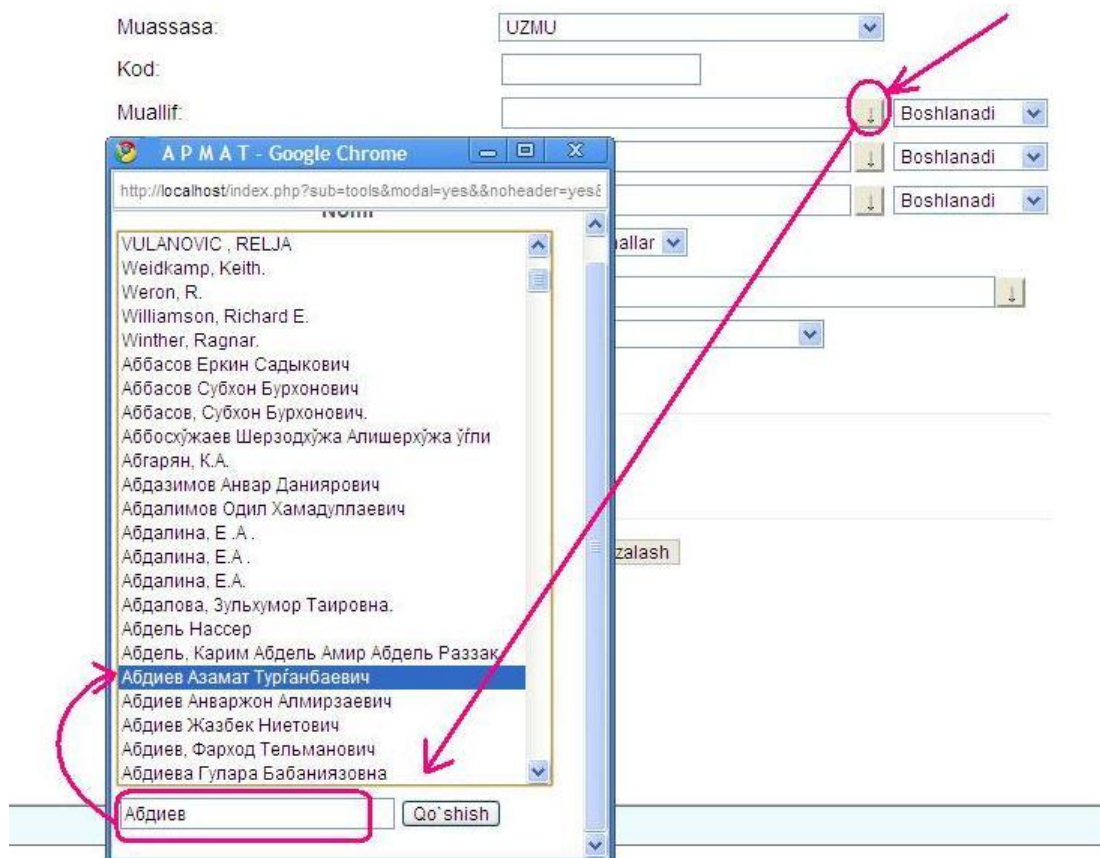 Muassasa: UZMU
Kod:
Muallif: Boshlanadi
А Р М А Т - Google Chrome
Boshlanadi
http://localhost/index.php?sub=tools&modal=yes&&noheader=yes&
Boshlanadi
Nomi
VULANOVIC , RELJA
allar
Weidkamp, Keith.
Weron, R.
Williamson, Richard E.
Winther, Ragnar.
Аббасов Еркин Садыкович
Аббасов Субхон Бурхонович
Аббасов, Субхон Бурхонович.
Аббосхўжаев Шерзодхўжа Алишерхўжа ўѓли
Абгарян, К.А.
Абдазимов Анвар Даниярович
Абдалимов Одил Хамадуллаевич
Абдалина, Е .А .
Абдалина, Е.А .
zalash
Абдалина, Е.А.
Абдалова, Зульхумор Таировна.
Абдель Нассер
Абдель, Карим Абдель Амир Абдель Раззак
Абдиев Азамат Турѓанбаевич
Абдиев Анваржон Алмирзаевич
Абдиев Жазбек Ниетович
Абдиев, Фарход Тельманович
Абдиева Гулара Бабаниязовна
Абдиев Qo`shish